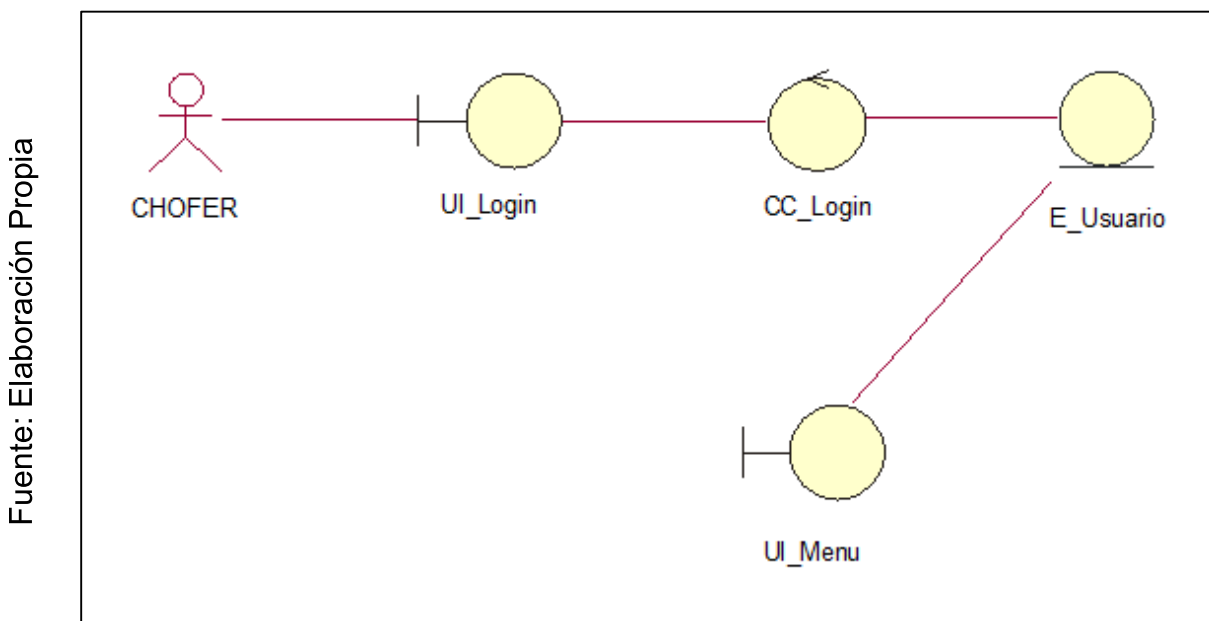 Fuente: Elaboración Propia
CHOFER
UI_Login
CC_Login
E_Usuario
UI_Menu